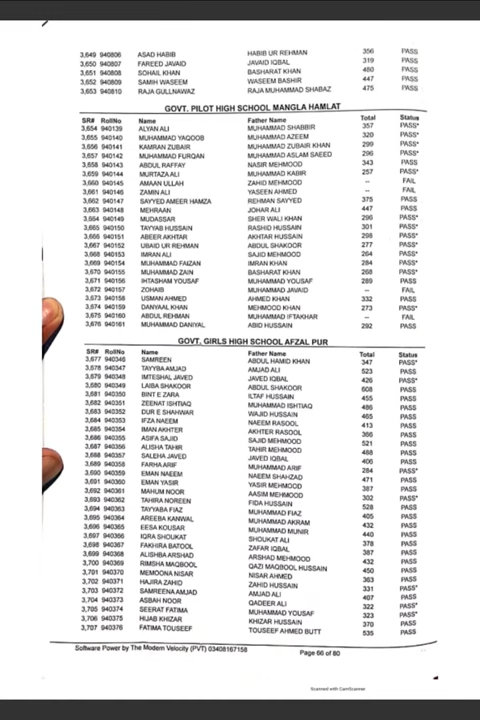 3,649 940806 ASAD HABIB HABIB UR REHMAN 356 PASS
3,650 940807 FAREED JAVAID JAVAID IQBAL 319 PASS
3,651 940808 SOHAIL KHAN BASHARAT KHAN 480 PASS
3,652 940809 SAMIH WASEEM WASEEM BASHIR 447 PASS
3,653 940810 RAJA GULLNAWAZ RAJA MUHAMMAD SHABAZ 475 PASS
GOVT. PILOT HIGH SCHOOL MANGLA HAMLAT
SR# RollNo Name Father Name Total Status
3,654 940139 ALYAN ALI MUHAMMAD SHABBIR 357 PASS*
3,655 940140 MUHAMMAD YAQOOB MUHAMMAD AZEEM 320 PASS*
3,656 940141 KAMRAN ZUBAIR MUHAMMAD ZUBAIR KHAN 299 PASS*
3,657 940142 MUHAMMAD FURQAN MUHAMMAD ASLAM SAEED 296 PASS*
3,658 940143 ABDUL RAFFAY NASIR MEHMOOD 343 PASS
3,659 940144 MURTAZA ALI MUHAMMAD KABIR 257 PASS*
3,660 940145 AMAAN ULLAH ZAHID MEHMOOD -- FAIL
3,661 940146 ZAMIN ALI YASEEN AHMED -- FAIL
3,662 940147 SAYYED AMEER HAMZA REHMAN SAYYED 375 PASS
3,663 940148 MEHRAAN JOHAR ALI 447 PASS
3,664 940149 MUDASSAR SHER WALI KHAN 296 PASS*
3,665 940150 TAYYAB HUSSAIN RASHID HUSSAIN 301 PASS*
3,666 940151 ABEER AKHTAR AKHTAR HUSSAIN 298 PASS*
3,667 940152 UBAID UR REHMAN ABDUL SHAKOOR 277 PASS*
3,668 940153 IMRAN ALI SAJID MEHMOOD 264 PASS*
3,669 940154 MUHAMMAD FAIZAN IMRAN KHAN 284 PASS*
3,670 940155 MUHAMMAD ZAIN BASHARAT KHAN 268 PASS*
3,671 940156 IHTASHAM YOUSAF MUHAMMAD YOUSAF 289 PASS
3,672 940157 ZOHAIB MUHAMMAD JAVAID -- FAIL
3,673 940158 USMAN AHMED AHMED KHAN 332 PASS
3,674 940159 DANYAAL KHAN MEHMOOD KHAN 273 PASS*
3,675 940160 ABDUL REHMAN MUHAMMAD IFTAKHAR -- FAIL
3,676 940161 MUHAMMAD DANIYAL ABID HUSSAIN 292 PASS
GOVT. GIRLS HIGH SCHOOL AFZAL PUR
SR# RollNo Name Father Name Total Status
3,677 940346 SAMREEN ABDUL HAMID KHAN 347 PASS*
3,678 940347 TAYYBA AMJAD AMJAD ALI 523 PASS
3,679 940348 IMTESHAL JAVED JAVED IQBAL 426 PASS*
3,680 940349 LAIBA SHAKOOR ABDUL SHAKOOR 608 PASS
3,681 940350 BINT E ZARA ILTAF HUSSAIN 455 PASS
3,682 940351 ZEENAT ISHTIAQ MUHAMMAD ISHTIAQ 486 PASS
3,683 940352 DUR E SHAHWAR WAJID HUSSAIN 465 PASS
3,684 940353 IFZA NAEEM NAEEM RASOOL 413 PASS
3,685 940354 IMAN AKHTER AKHTER RASOOL 366 PASS
3,686 940355 ASIFA SAJID SAJID MEHMOOD 521 PASS
3,687 940356 ALISHA TAHIR TAHIR MEHMOOD 488 PASS
3,688 940357 SALEHA JAVED JAVED IQBAL 406 PASS
3,689 940358 FARHA ARIF MUHAMMAD ARIF 284 PASS*
3,690 940359 EMAN NAEEM NAEEM SHAHZAD 471 PASS
3,691 940360 EMAN YASIR YASIR MEHMOOD 387 PASS
3,692 940361 MAHUM NOOR AASIM MEHMOOD 302 PASS*
3,693 940362 TAHIRA NOREEN FIDA HUSSAIN 528 PASS
3,694 940363 TAYYABA FIAZ MUHAMMAD FIAZ 405 PASS
3,695 940364 AREEBA KANWAL MUHAMMAD AKRAM 432 PASS
3,696 940365 EESA KOUSAR MUHAMMAD MUNIR 440 PASS
3,697 940366 IQRA SHOUKAT SHOUKAT ALI 378 PASS
3,698 940367 FAKHIRA BATOOL ZAFAR IQBAL 387 PASS
3,699 940368 ALISHBA ARSHAD ARSHAD MEHMOOD 432 PASS
3,700 940369 RIMSHA MAQBOOL QAZI MAQBOOL HUSSAIN 450 PASS
3,701 940370 MEMOONA NISAR NISAR AHMED 363 PASS
3,702 940371 HAJIRA ZAHID ZAHID HUSSAIN 331 PASS*
3,703 940372 SAMREENA AMJAD AMJAD ALI 407 PASS
3,704 940373 ASBAH NOOR QADEER ALI 322 PASS*
3,705 940374 SEERAT FATIMA MUHAMMAD YOUSAF 323 PASS*
3,706 940375 HIJAB KHIZAR KHIZAR HUSSAIN 370 PASS
3,707 940376 FATIMA TOUSEEF TOUSEEF AHMED BUTT 535 PASS
Software Power by The Modern Velocity (PVT) 03408167158 Page 66 of 80
Scanned with CamScanner